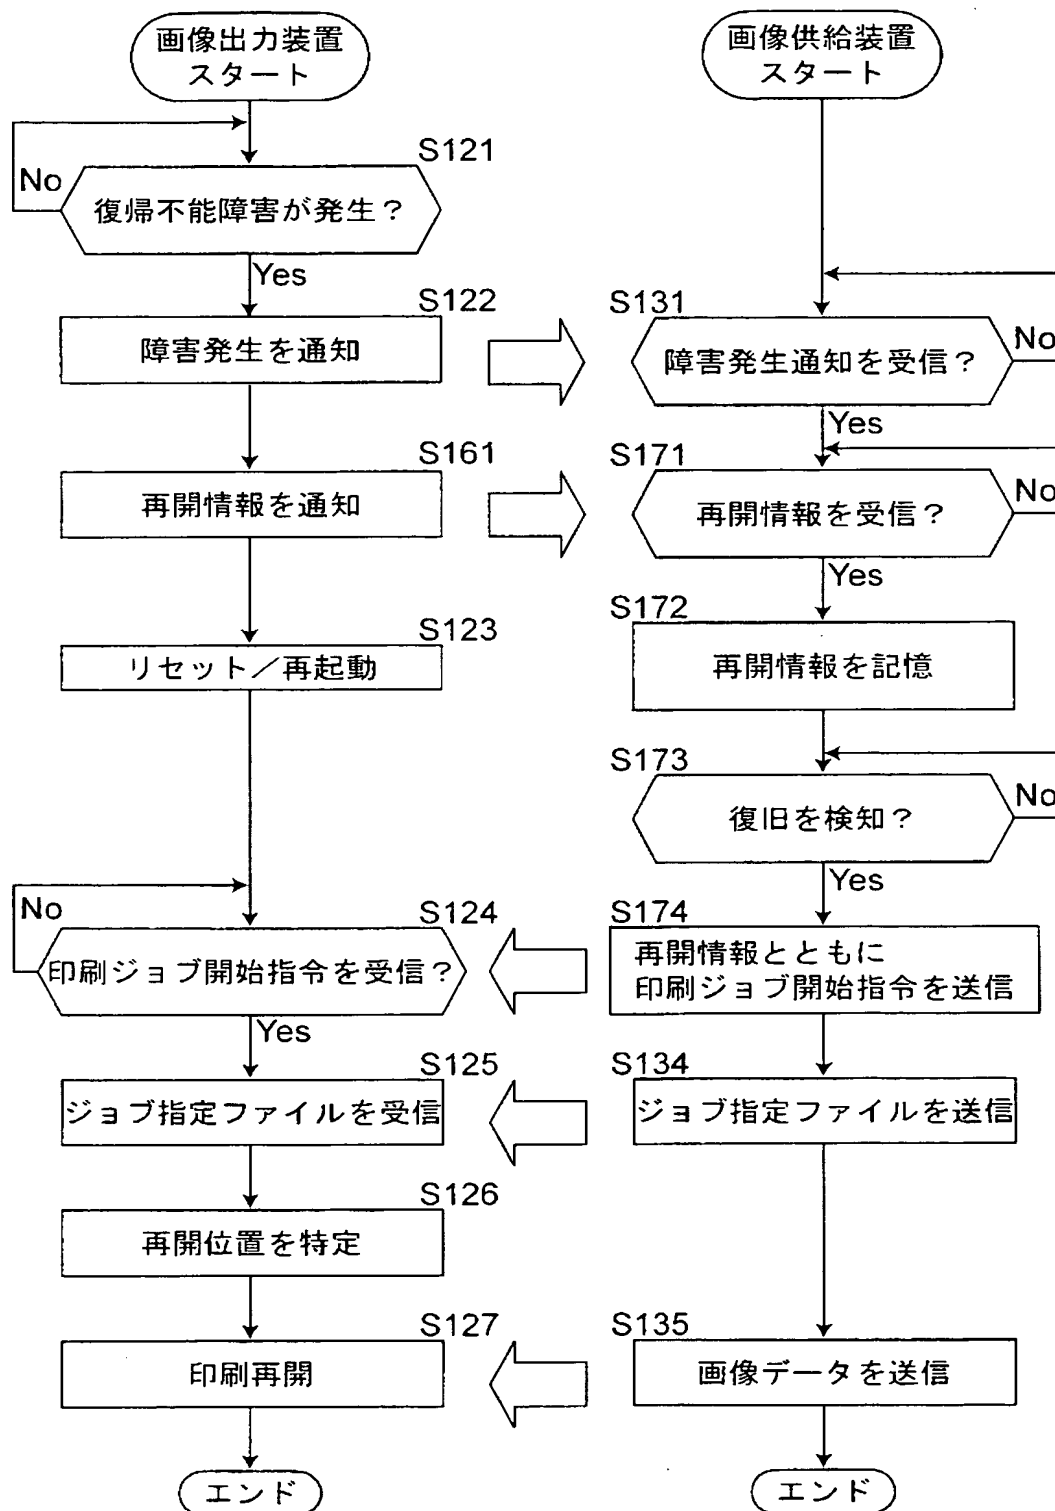 画像出力装置
スタート
S121
No
復帰不能障害が発生？
Yes
S122
障害発生を通知
S161
再開情報を通知
S123
リセット／再起動
No
S124
印刷ジョブ開始指令を受信？
Yes
S125
ジョブ指定ファイルを受信
S126
再開位置を特定
S127
印刷再開
エンド
画像供給装置
スタート
S131
No
障害発生通知を受信？
Yes
S171
No
再開情報を受信？
Yes
S172
再開情報を記憶
S173
No
復旧を検知？
Yes
S174
再開情報とともに
印刷ジョブ開始指令を送信
S134
ジョブ指定ファイルを送信
S135
画像データを送信
エンド